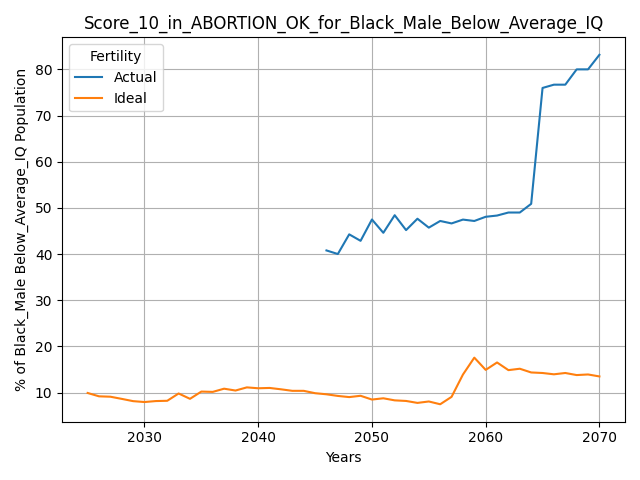 Score_10_in_ABORTION_OK_for_Black_Male_Below_Average_IQ
Fertility
Actual
Ideal
% of Black_Male Below_Average_IQ Population
80
70
60
50
40
30
20
10
2030 2040 2050 2060 2070
Years